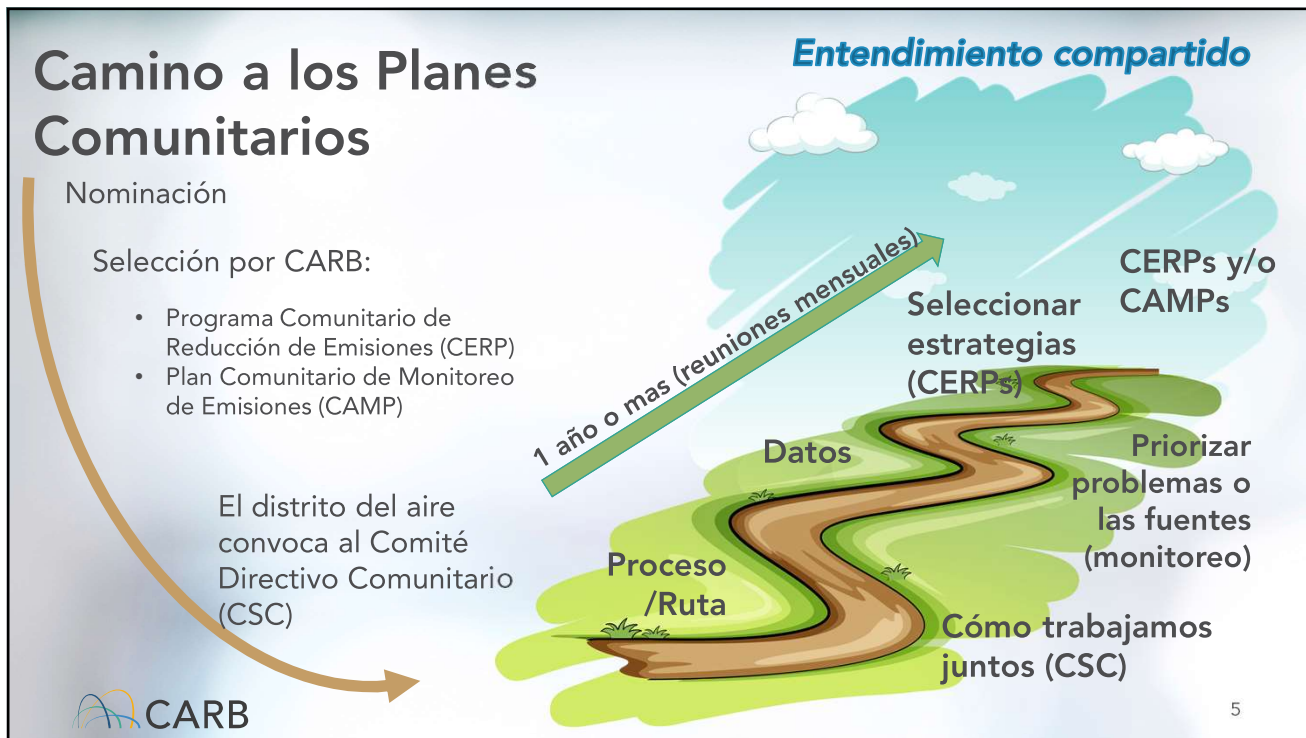 Camino a los Planes
Comunitarios
Entendimiento compartido
Nominación
Selección por CARB:
• Programa Comunitario de
Reducción de Emisiones (CERP)
• Plan Comunitario de Monitoreo
de Emisiones (CAMP)
El distrito del aire
convoca al Comité
Directivo Comunitario
(CSC)
1 año o mas (reuniones mensuales)
Proceso
/Ruta
Cómo trabajamos
juntos (CSC)
Datos
Priorizar
problemas o
las fuentes
(monitoreo)
Seleccionar
estrategias
(CERPs)
CERPs y/o
CAMPs
CARB
5